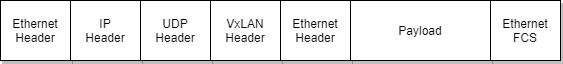 Ethernet
Header
IP
Header
UDP
Header
VxLAN
Header
Ethernet
Header
Payload
Ethernet
FCS